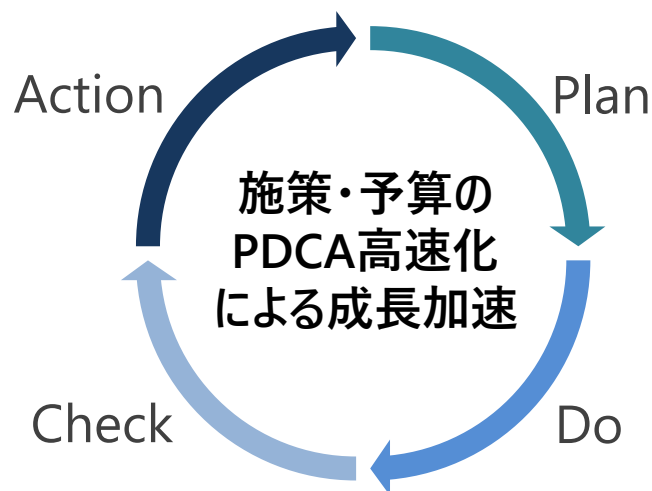 Action
Plan
施策・予算の
PDCA高速化
による成長加速
Check
Do